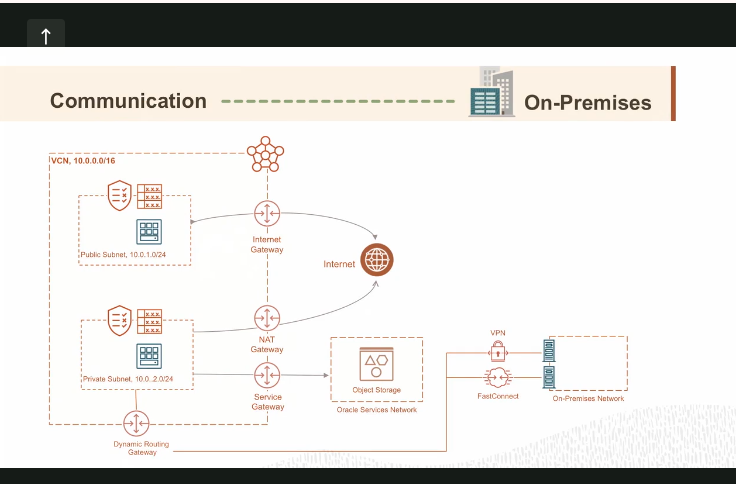 Communication
On-Premises
VCN, 10.0.0.0/16
x.x.x.
Public Subnet, 10.0.1.0/24
Internet
Gateway
Internet
NAT
Gateway
Private Subnet, 10.0..2.0/24
Service
Gateway
Object Storage
Oracle Services Network
VPN
FastConnect
On-Premises Network
Dynamic Routing
Gateway